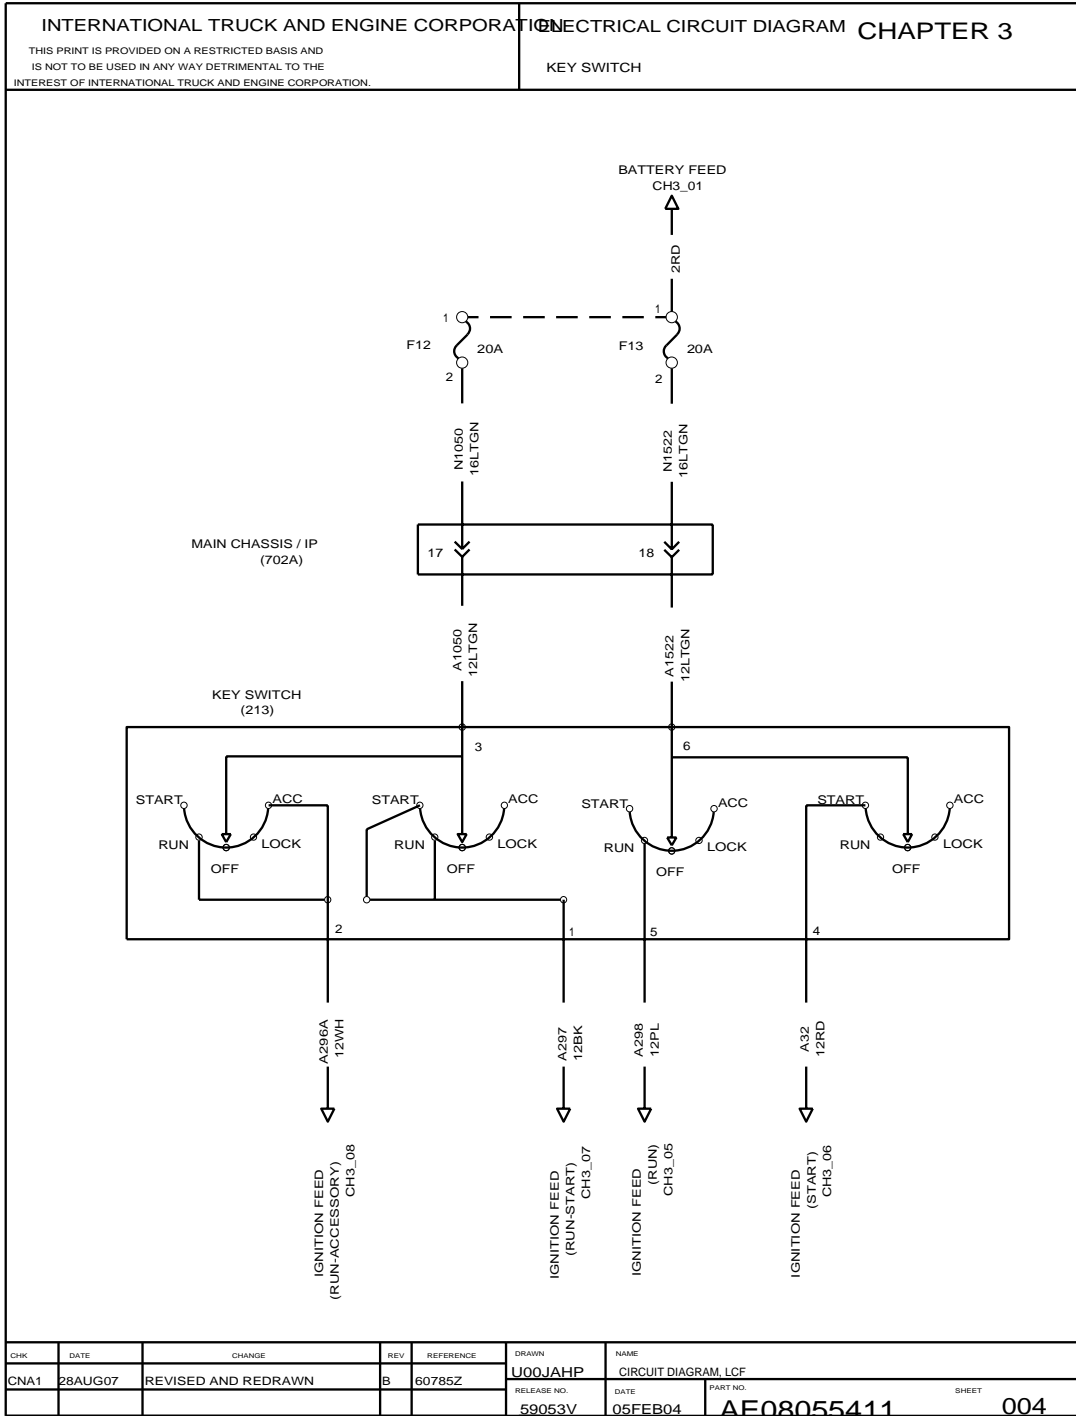 INTERNATIONAL TRUCK AND ENGINE CORPORATION
THIS PRINT IS PROVIDED ON A RESTRICTED BASIS AND
IS NOT TO BE USED IN ANY WAY DETRIMENTAL TO THE
INTEREST OF INTERNATIONAL TRUCK AND ENGINE CORPORATION.
ELECTRICAL CIRCUIT DIAGRAM
CHAPTER 3
KEY SWITCH
BATTERY FEED
CH3_01
2RD
1
1
F12
20A
F13
20A
2
2
N1050
16LTGN
N1522
16LTGN
MAIN CHASSIS / IP
(702A)
17
18
A1050
12LTGN
A1522
12LTGN
KEY SWITCH
(213)
3
6
START
ACC
RUN
LOCK
OFF
START
ACC
RUN
LOCK
OFF
START
ACC
RUN
LOCK
OFF
START
ACC
RUN
LOCK
OFF
2
1
5
4
A296A
12WH
A297
12BK
A298
12PL
A32
12RD
IGNITION FEED
(RUN-ACCESSORY)
CH3_08
IGNITION FEED
(RUN-START)
CH3_07
IGNITION FEED
(RUN)
CH3_05
IGNITION FEED
(START)
CH3_06
CHK DATE CHANGE REV REFERENCE
CNA1 28AUG07 REVISED AND REDRAWN B 60785Z
DRAWN
U00JAHP
NAME
CIRCUIT DIAGRAM, LCF
RELEASE NO.
59053V
DATE
05FEB04
PART NO.
AE08055411
SHEET
004